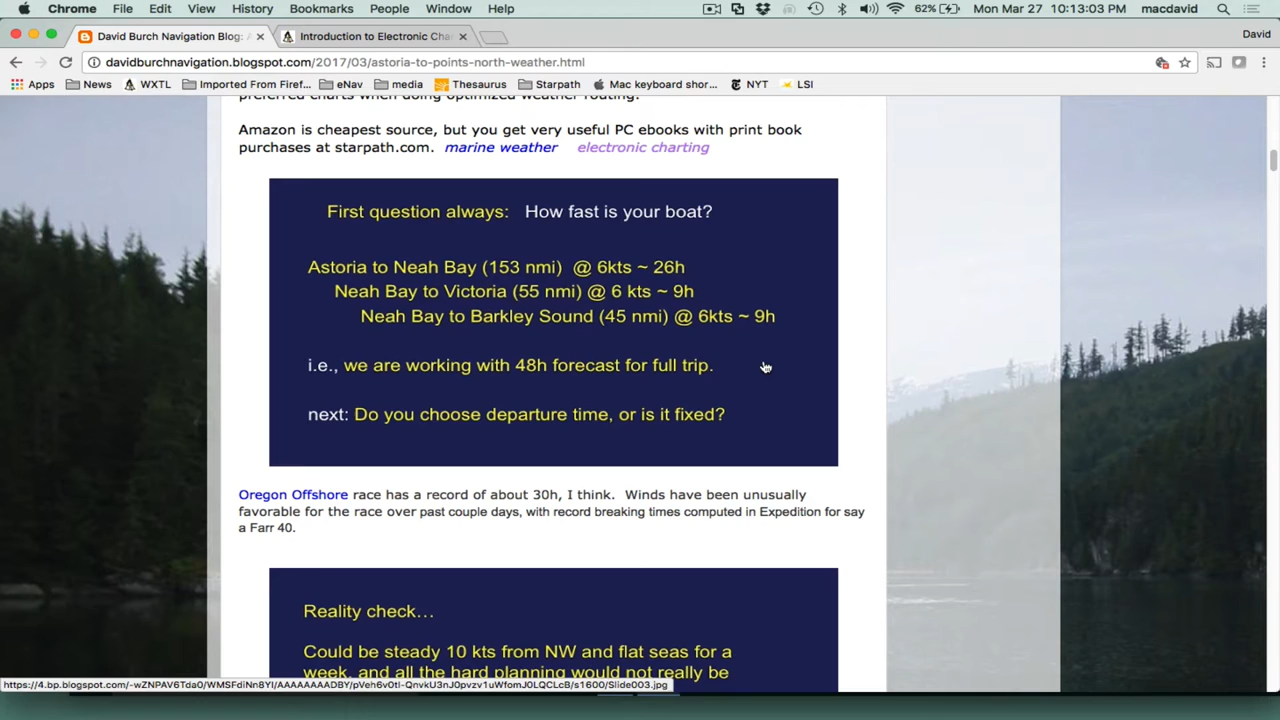 Chrome File Edit View History Bookmarks People Window Help 62% Mon Mar 27 10:13:03 PM macdavid
David Burch Navigation Blog: A Introduction to Electronic Cha David
davidburchnavigation.blogspot.com/2017/03/astoria-to-points-north-weather.html
Apps News WXTL Imported From Firef... eNav media Thesaurus Starpath Mac keyboard shor... NYT LSI
preferred charts when doing optimized weather routing.
Amazon is cheapest source, but you get very useful PC ebooks with print book
purchases at starpath.com. marine weather electronic charting
First question always: How fast is your boat?
Astoria to Neah Bay (153 nmi) @ 6kts ~ 26h
Neah Bay to Victoria (55 nmi) @ 6 kts ~ 9h
Neah Bay to Barkley Sound (45 nmi) @ 6kts ~ 9h
i.e., we are working with 48h forecast for full trip.
next: Do you choose departure time, or is it fixed?
Oregon Offshore race has a record of about 30h, I think. Winds have been unusually
favorable for the race over past couple days, with record breaking times computed in Expedition for say
a Farr 40.
Reality check…
Could be steady 10 kts from NW and flat seas for a
week, and all the hard planning would not really be